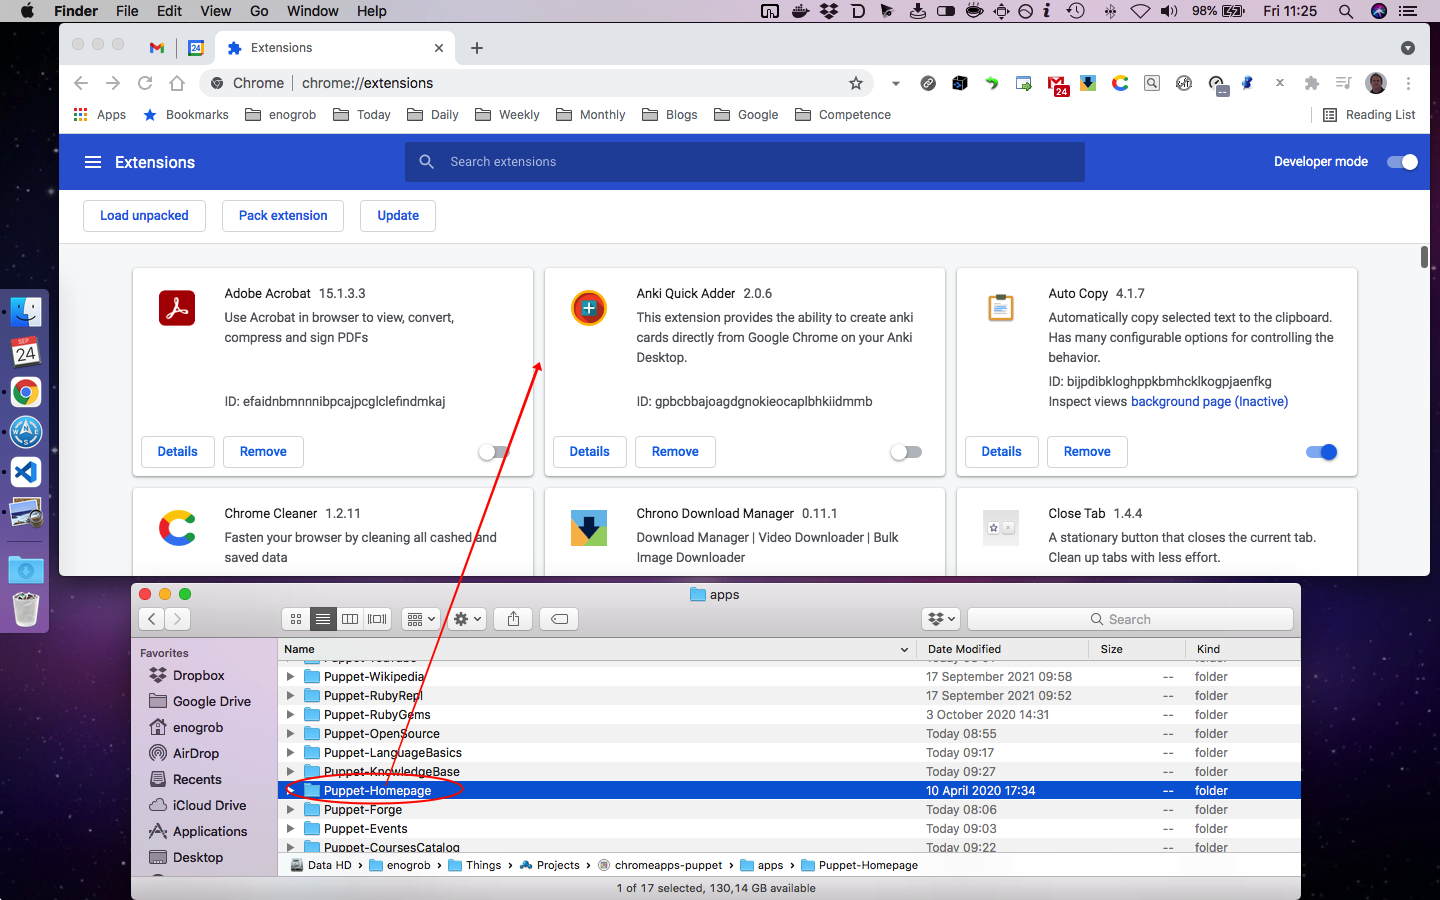 Finder File Edit View Go Window Help 98% Fri 11:25
24 Extensions
Chrome chrome://extensions 24
Apps Bookmarks enogrob Today Daily Weekly Monthly Blogs Google Competence Reading List
Extensions Search extensions Developer mode
Load unpacked Pack extension Update
Adobe Acrobat 15.1.3.3
Use Acrobat in browser to view, convert,
compress and sign PDFs
ID: efaidnbmnnnibpcajpcglclefindmkaj
Details Remove
Anki Quick Adder 2.0.6
This extension provides the ability to create anki
cards directly from Google Chrome on your Anki
Desktop.
ID: gpbcbbajoagdgnokieocaplbhkiidmmb
Details Remove
Auto Copy 4.1.7
Automatically copy selected text to the clipboard.
Has many configurable options for controlling the
behavior.
ID: bijpdibkloghppkbmhcklkogpjaenfkg
Inspect views background page (Inactive)
Details Remove
Chrome Cleaner 1.2.11
Fasten your browser by cleaning all cashed and
saved data
Chrono Download Manager 0.11.1
Download Manager | Video Downloader | Bulk
Image Downloader
Close Tab 1.4.4
A stationary button that closes the current tab.
Clean up tabs with less effort.
SEP
24
apps
Search
Favorites
Dropbox
Google Drive
enogrob
AirDrop
Recents
iCloud Drive
Applications
Desktop
Name Date Modified Size Kind
Puppet-Wikipedia 17 September 2021 09:58 -- folder
Puppet-RubyRepl 17 September 2021 09:52 -- folder
Puppet-RubyGems 3 October 2020 14:31 -- folder
Puppet-OpenSource Today 08:55 -- folder
Puppet-LanguageBasics Today 09:17 -- folder
Puppet-KnowledgeBase Today 09:27 -- folder
Puppet-Homepage 10 April 2020 17:34 -- folder
Puppet-Forge Today 08:06 -- folder
Puppet-Events Today 09:03 -- folder
Puppet-CoursesCatalog Today 09:22 -- folder
Data HD › enogrob › Things › Projects › chromeapps-puppet › apps › Puppet-Homepage
1 of 17 selected, 130,14 GB available